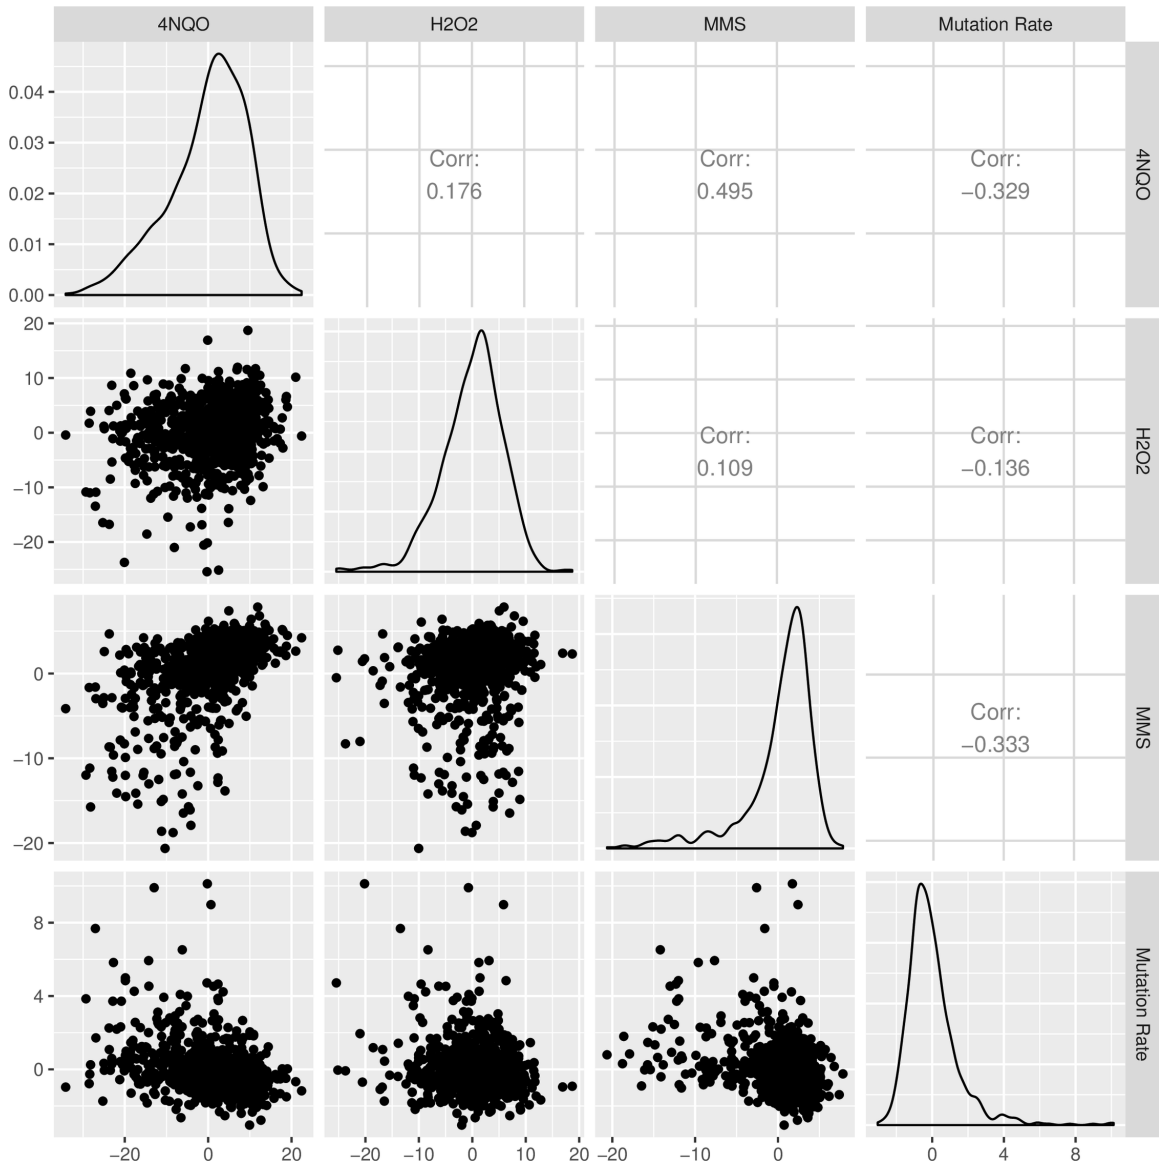 4NQO H2O2 MMS Mutation Rate
0.04
0.03
0.02
0.01
0.00
Corr:
0.176
Corr:
0.495
Corr:
−0.329
4NQO
20
10
0
−10
−20
Corr:
0.109
Corr:
−0.136
H2O2
0
−10
−20
Corr:
−0.333
MMS
8
4
0
Mutation Rate
−20 0 20 −20 −10 0 10 20 −20 −10 0 0 4 8